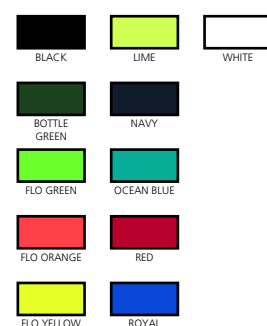 BLACK
LIME
WHITE
BOTTLE
GREEN
NAVY
FLO GREEN
OCEAN BLUE
FLO ORANGE
RED
FLO YELLOW
ROYAL